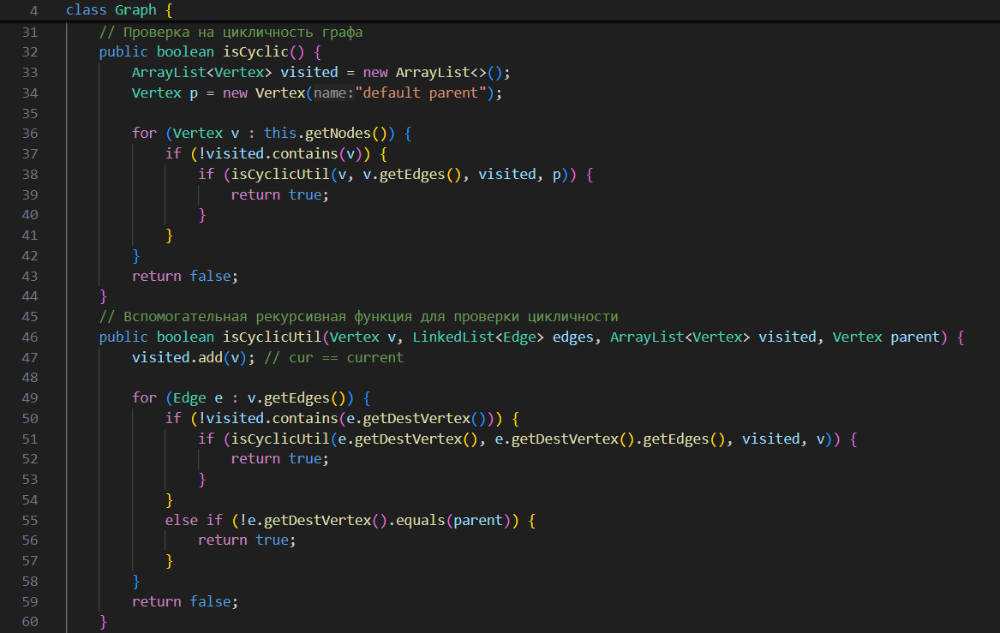 4 class Graph {
31 // Проверка на цикличность графа
32 public boolean isCyclic() {
33 ArrayList<Vertex> visited = new ArrayList<>();
34 Vertex p = new Vertex(name:"default parent");
35
36 for (Vertex v : this.getNodes()) {
37 if (!visited.contains(v)) {
38 if (isCyclicUtil(v, v.getEdges(), visited, p)) {
39 return true;
40 }
41 }
42 }
43 return false;
44 }
45 // Вспомогательная рекурсивная функция для проверки цикличности
46 public boolean isCyclicUtil(Vertex v, LinkedList<Edge> edges, ArrayList<Vertex> visited, Vertex parent) {
47 visited.add(v); // cur == current
48
49 for (Edge e : v.getEdges()) {
50 if (!visited.contains(e.getDestVertex())) {
51 if (isCyclicUtil(e.getDestVertex(), e.getDestVertex().getEdges(), visited, v)) {
52 return true;
53 }
54 }
55 else if (!e.getDestVertex().equals(parent)) {
56 return true;
57 }
58 }
59 return false;
60 }